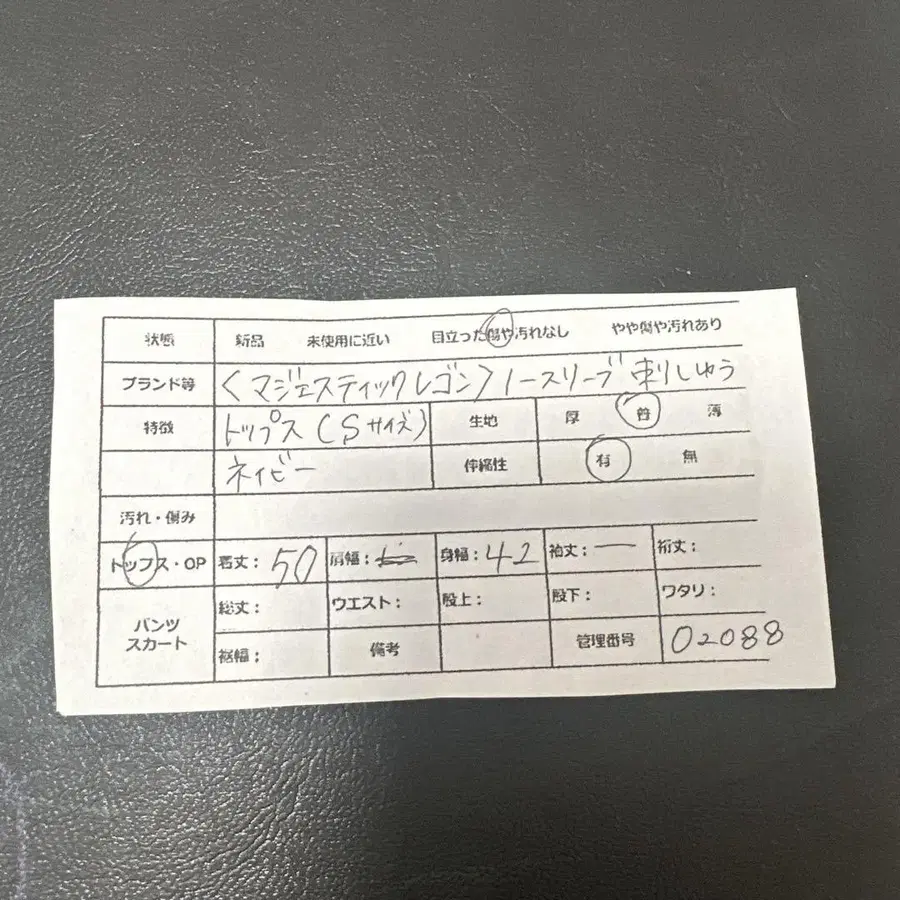 状態 新品 未使用に近い 目立った傷や汚れなし やや傷や汚れあり
ブランド等 〈マジェスティックレゴン〉ノースリーブ 刺しゅう
特徴 トップス(Sサイズ) 生地 厚 普 薄
ネイビー 伸縮性 有 無
汚れ・傷み
トップス・OP 着丈: 50 肩幅: 身幅: 42 袖丈: — 裄丈:
パンツ スカート 総丈: ウエスト: 股上: 股下: ワタリ:
裾幅: 備考 管理番号 02088